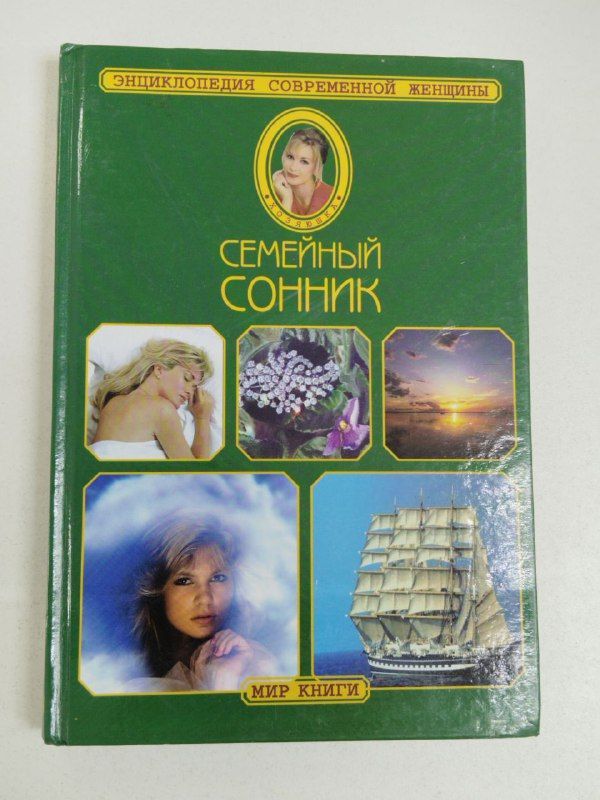 ЭНЦИКЛОПЕДИЯ СОВРЕМЕННОЙ ЖЕНЩИНЫ
ХОЗЯЮШКА
СЕМЕЙНЫЙ
СОННИК
МИР КНИГИ